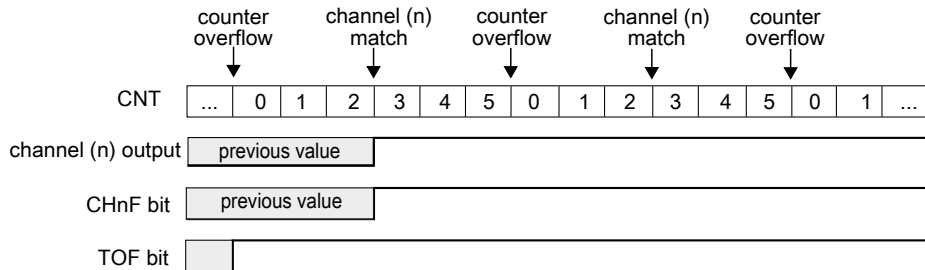 counter overflow
channel (n) match
counter overflow
channel (n) match
counter overflow
CNT ... 0 1 2 3 4 5 0 1 2 3 4 5 0 1 ...
channel (n) output previous value
CHnF bit previous value
TOF bit